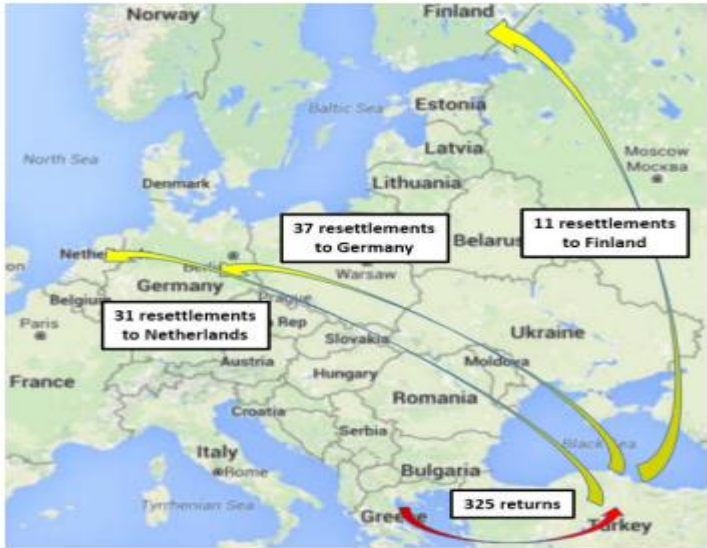 Norway
Finland
Baltic Sea
Estonia
North Sea
Latvia
Moscow
Москва
Denmark
Lithuania
37 resettlements
to Germany
11 resettlements
to Finland
Belarus
Warsaw
Germany
Belgium
Prague
31 resettlements
to Netherlands
Paris
Rep
Ukraine
Slovakia
Austria
Moldova
France
Hungary
Romania
Croatia
Serbia
Black Sea
Italy
Rome
Bulgaria
Tyrrhenian Sea
325 returns
Greece
Turkey